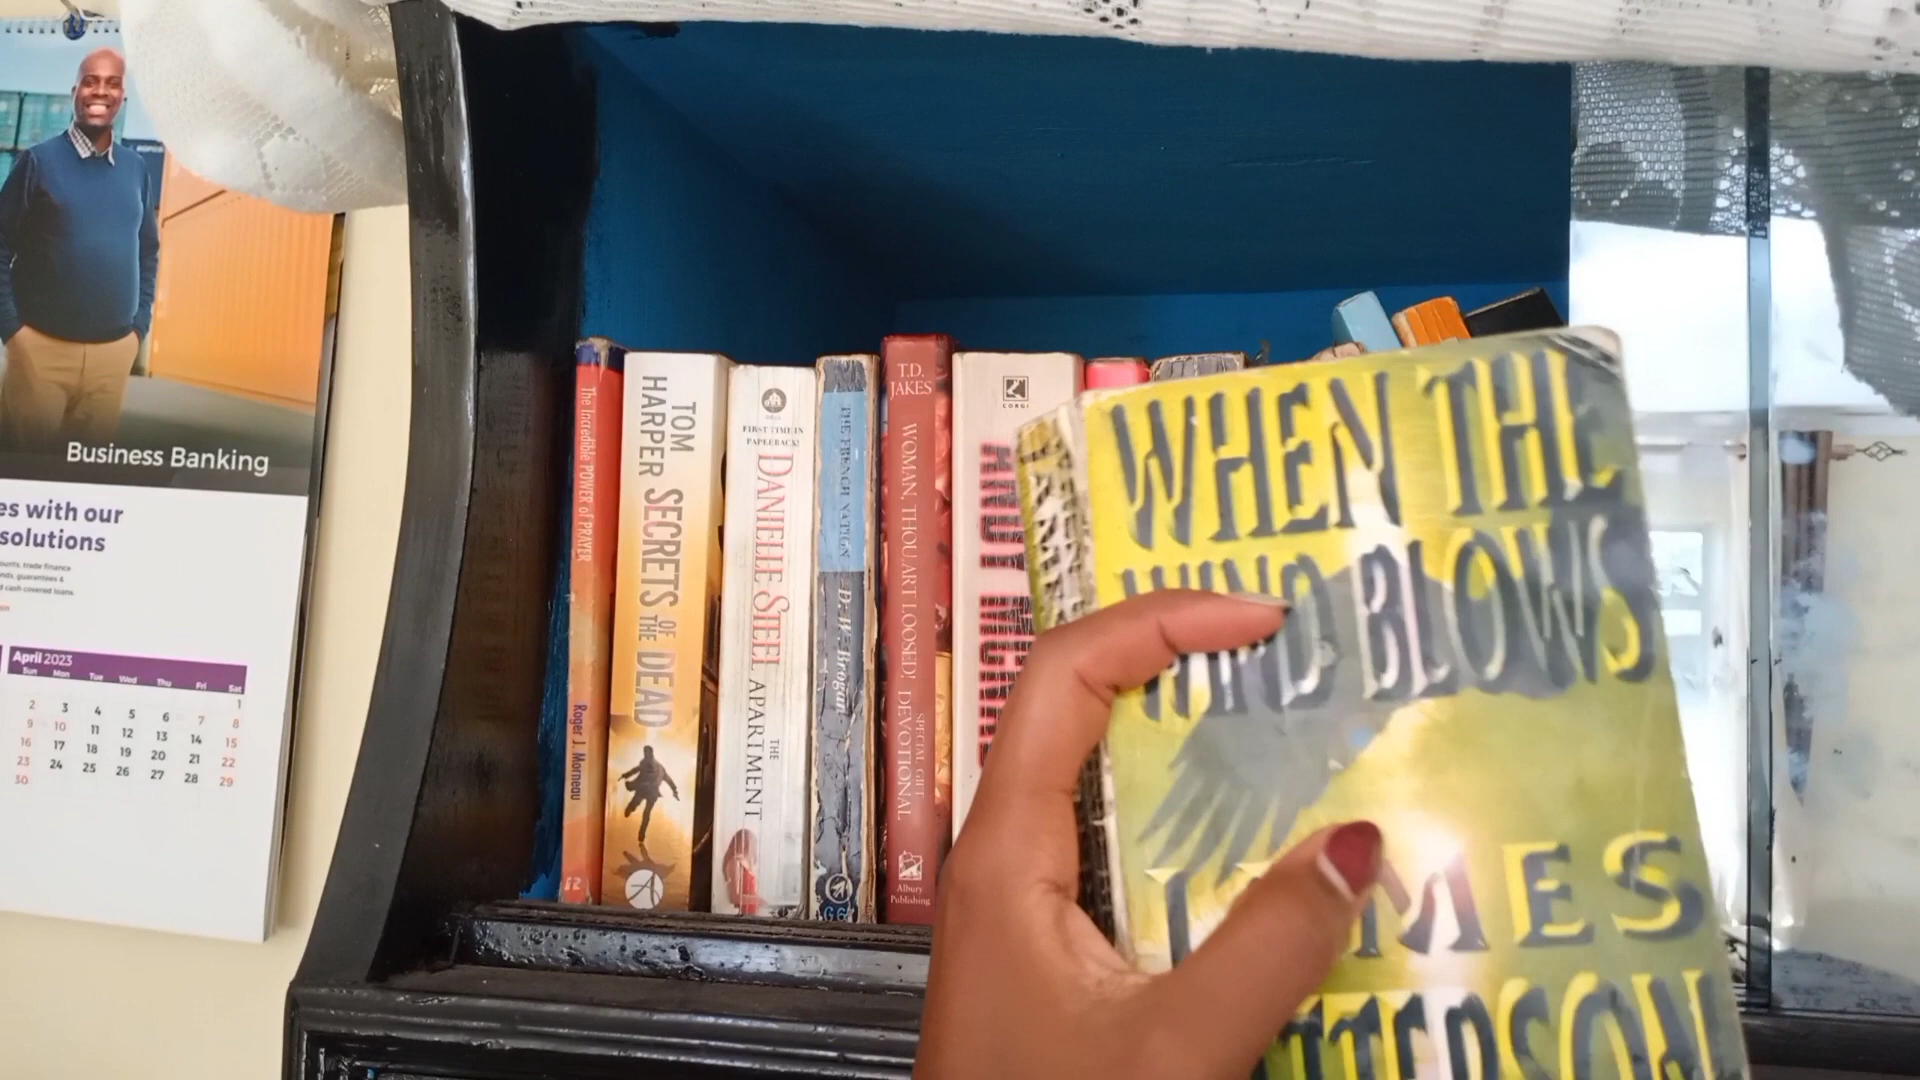 Business Banking
es with our
solutions
April 2023
Sun Mon Tue Wed Thu Fri Sat
1
2 3 4 5 6 7 8
9 10 11 12 13 14 15
16 17 18 19 20 21 22
23 24 25 26 27 28 29
30
The Incredible POWER of PRAYER
Roger J. Morneau
TOM
HARPER
SECRETS
OF
THE
DEAD
FIRST TIME IN
PAPERBACK!
DANIELLE STEEL
THE
APARTMENT
THE FRENCH NATION
D. W. Brogan
T.D.
JAKES
WOMAN, THOU ART LOOSED!
SPECIAL GIFT
DEVOTIONAL
Albury
Publishing
CORGI
WHEN THE
WIND BLOWS
JAMES
PATTERSON